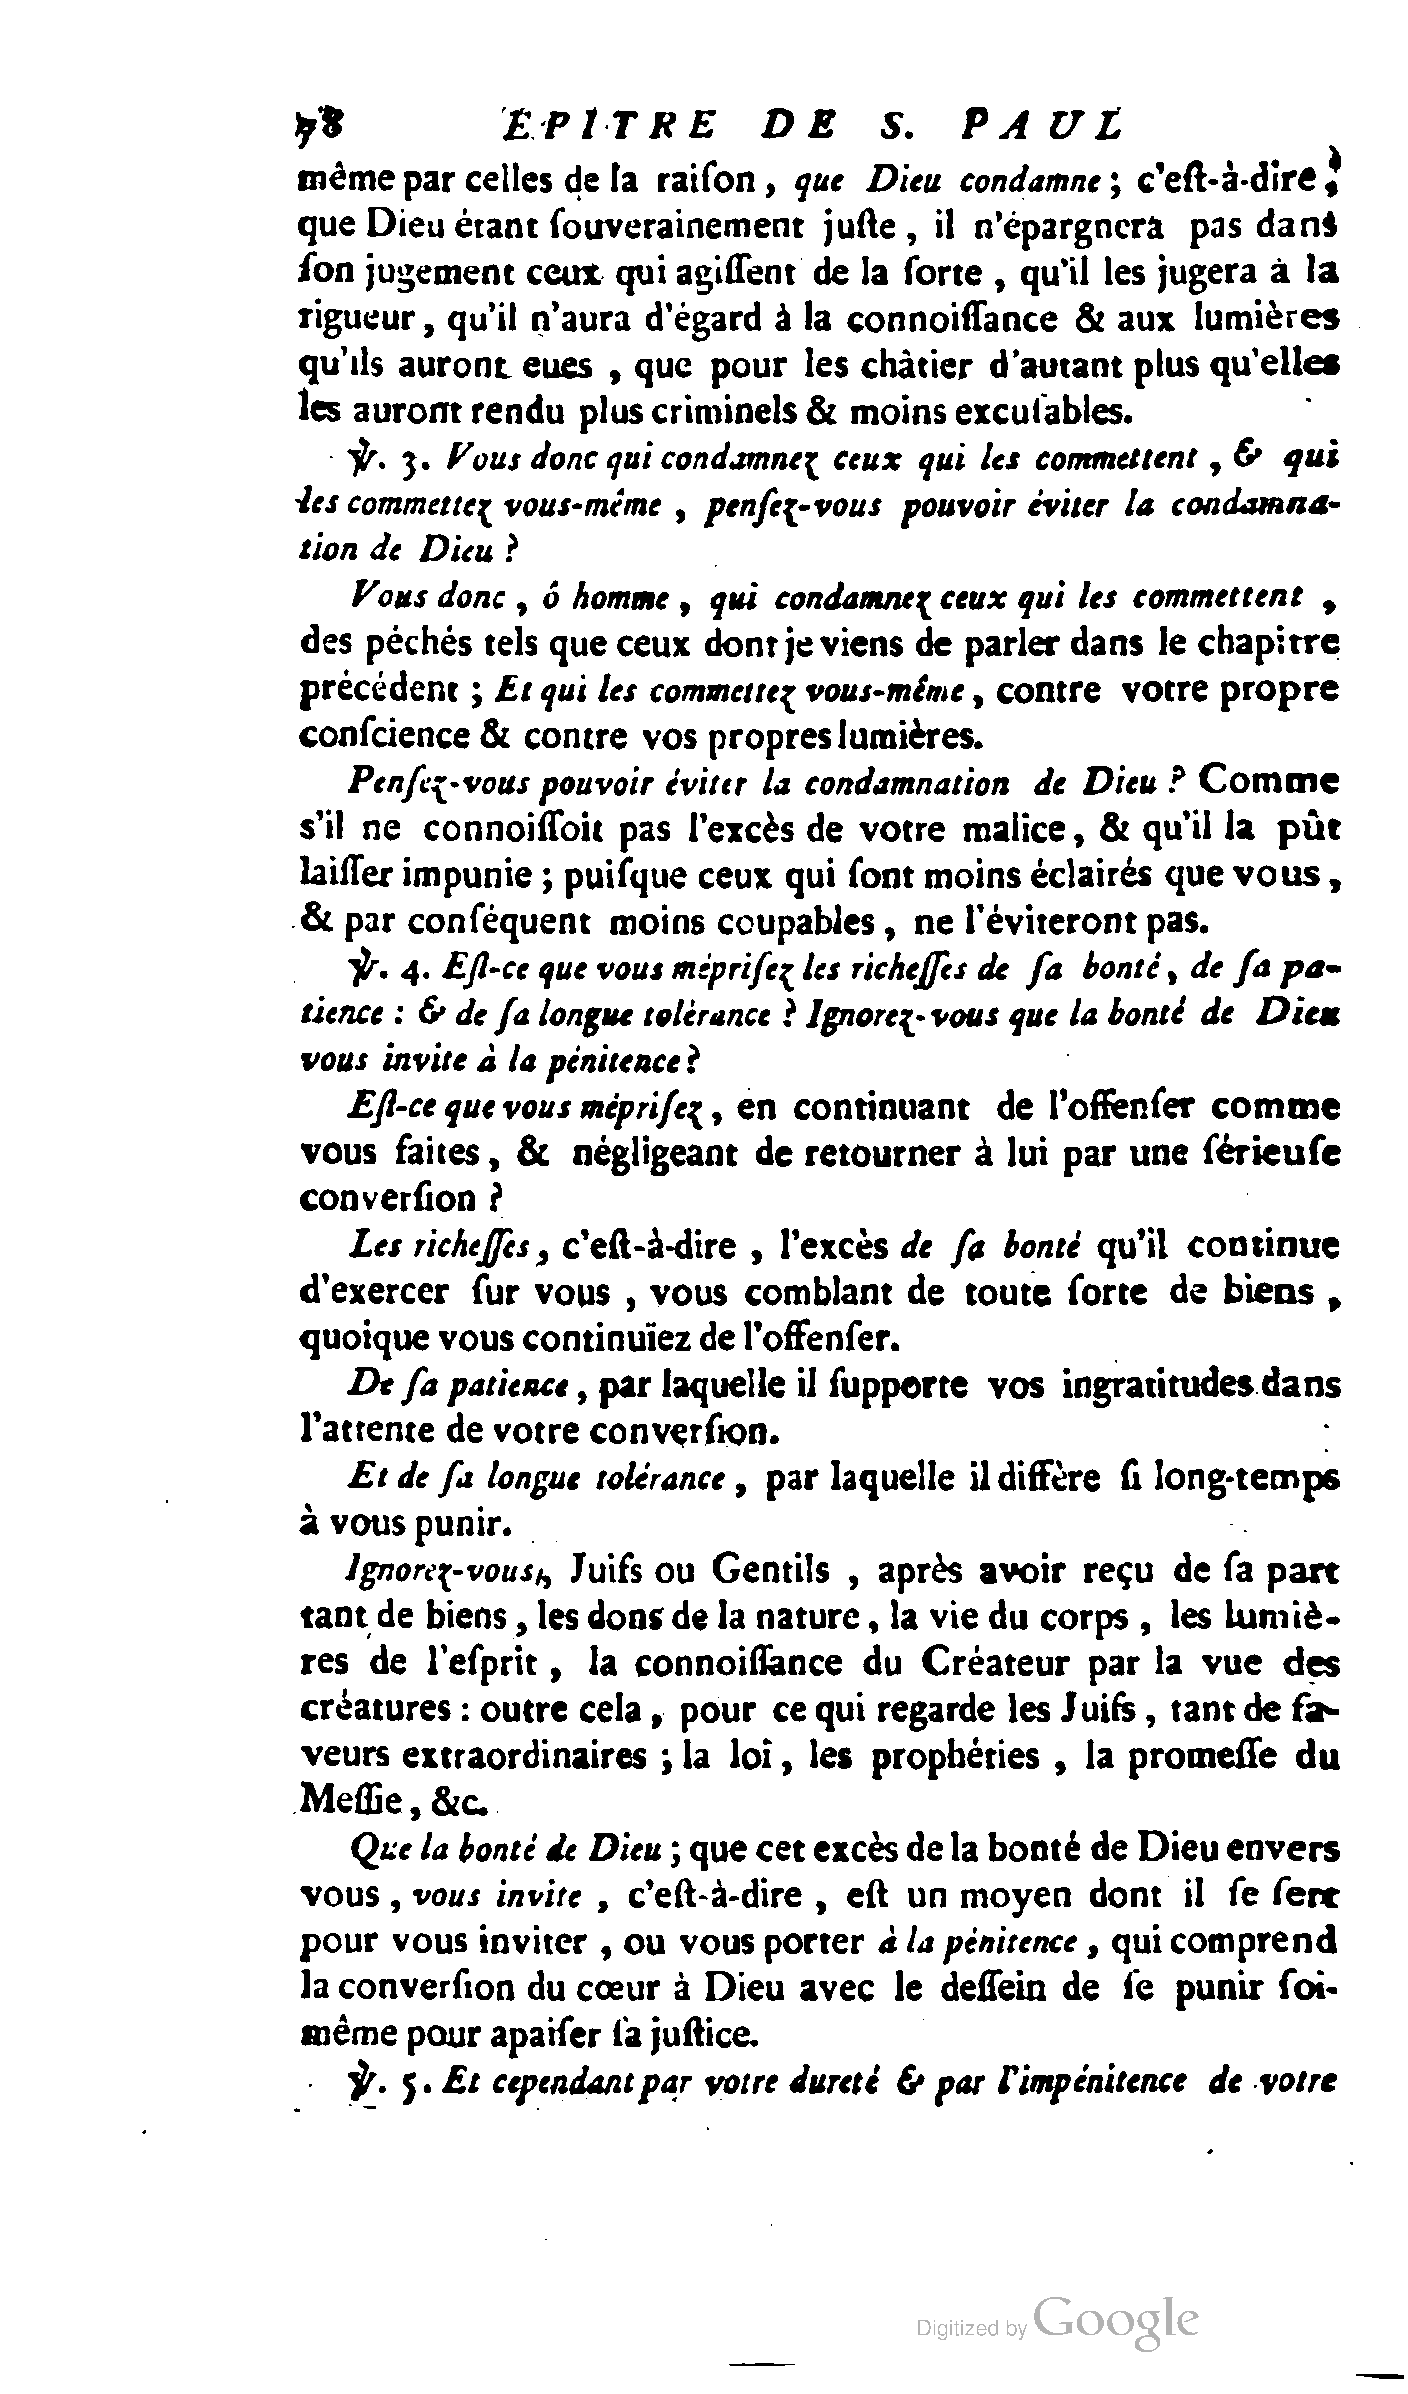 78 EPITRE DE S. PAUL
même par celles de la raiſon, que Dieu condamne; c'eſt-à-dire,
que Dieu étant ſouverainement juſte, il n'épargnera pas dans
ſon jugement ceux qui agiſſent de la ſorte, qu'il les jugera à la
rigueur, qu'il n'aura d'égard à la connoiſſance & aux lumières
qu'ils auront eues, que pour les châtier d'autant plus qu'elles
les auront rendu plus criminels & moins excuſables.
℣. 3. Vous donc qui condamnez ceux qui les commettent, & qui
les commettez vous-même, penſez-vous pouvoir éviter la condamna-
tion de Dieu?
Vous donc, ô homme, qui condamnez ceux qui les commettent,
des péchés tels que ceux dont je viens de parler dans le chapitre
précédent; Et qui les commettez vous-même, contre votre propre
conſcience & contre vos propres lumières.
Penſez-vous pouvoir éviter la condamnation de Dieu? Comme
s'il ne connoiſſoit pas l'excès de votre malice, & qu'il la pût
laiſſer impunie; puiſque ceux qui ſont moins éclairés que vous,
& par conſéquent moins coupables, ne l'éviteront pas.
℣. 4. Eſt-ce que vous mépriſez les richeſſes de ſa bonté, de ſa pa-
tience: & de ſa longue tolérance? Ignorez-vous que la bonté de Dieu
vous invite à la pénitence?
Eſt-ce que vous mépriſez, en continuant de l'offenſer comme
vous faites, & négligeant de retourner à lui par une ſérieuſe
converſion?
Les richeſſes, c'eſt-à-dire, l'excès de ſa bonté qu'il continue
d'exercer ſur vous, vous comblant de toute ſorte de biens,
quoique vous continuïez de l'offenſer.
De ſa patience, par laquelle il ſupporte vos ingratitudes dans
l'attente de votre converſion.
Et de ſa longue tolérance, par laquelle il diffère ſi long-temps
à vous punir.
Ignorez-vous, Juifs ou Gentils, après avoir reçu de ſa part
tant de biens, les dons de la nature, la vie du corps, les lumiè-
res de l'eſprit, la connoiſſance du Créateur par la vue des
créatures: outre cela, pour ce qui regarde les Juifs, tant de fa-
veurs extraordinaires; la loi, les prophéties, la promeſſe du
Meſſie, &c.
Que la bonté de Dieu; que cet excès de la bonté de Dieu envers
vous, vous invite, c'eſt-à-dire, eſt un moyen dont il ſe ſert
pour vous inviter, ou vous porter à la pénitence, qui comprend
la converſion du cœur à Dieu avec le deſſein de ſe punir ſoi-
même pour apaiſer ſa juſtice.
℣. 5. Et cependant par votre dureté & par l'impénitence de votre
Digitized by Google